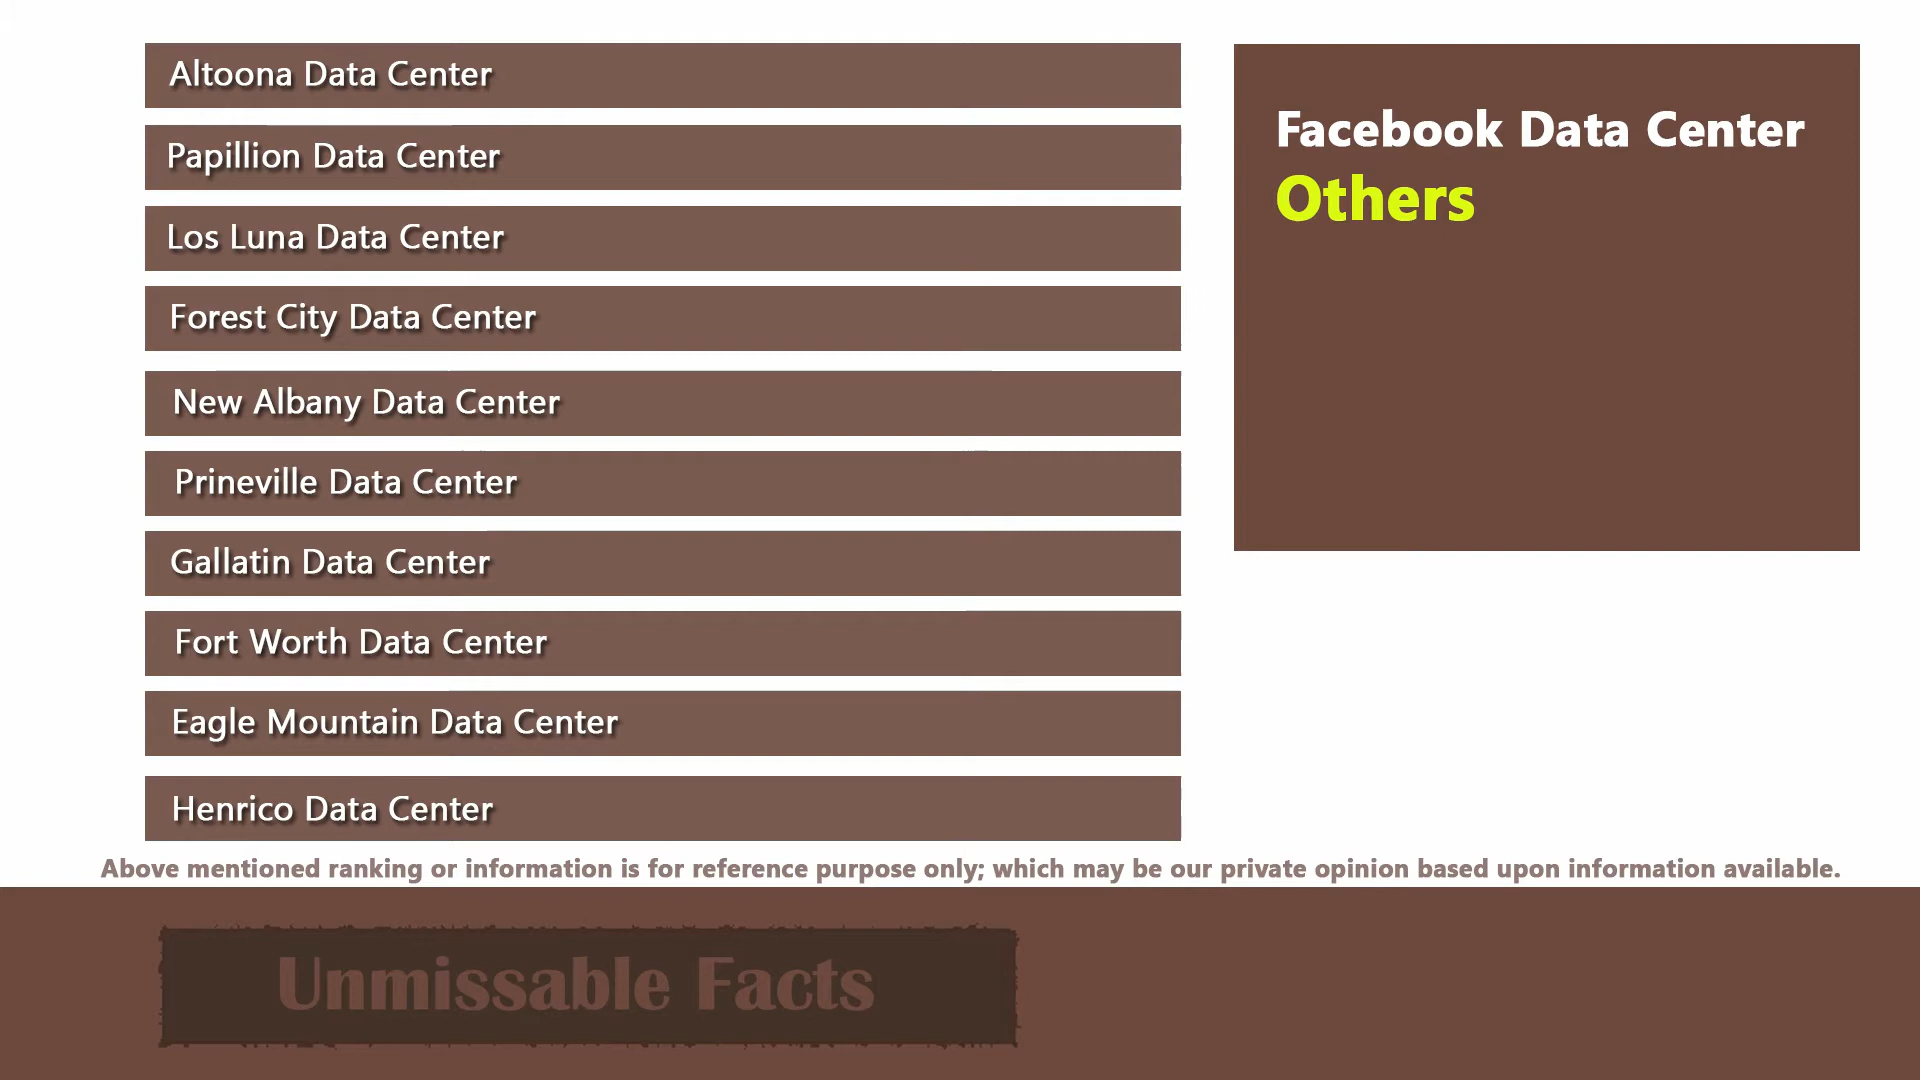 Altoona Data Center
Papillion Data Center
Los Luna Data Center
Forest City Data Center
New Albany Data Center
Prineville Data Center
Gallatin Data Center
Fort Worth Data Center
Eagle Mountain Data Center
Henrico Data Center
Facebook Data Center
Others
Above mentioned ranking or information is for reference purpose only; which may be our private opinion based upon information available.
Unmissable Facts